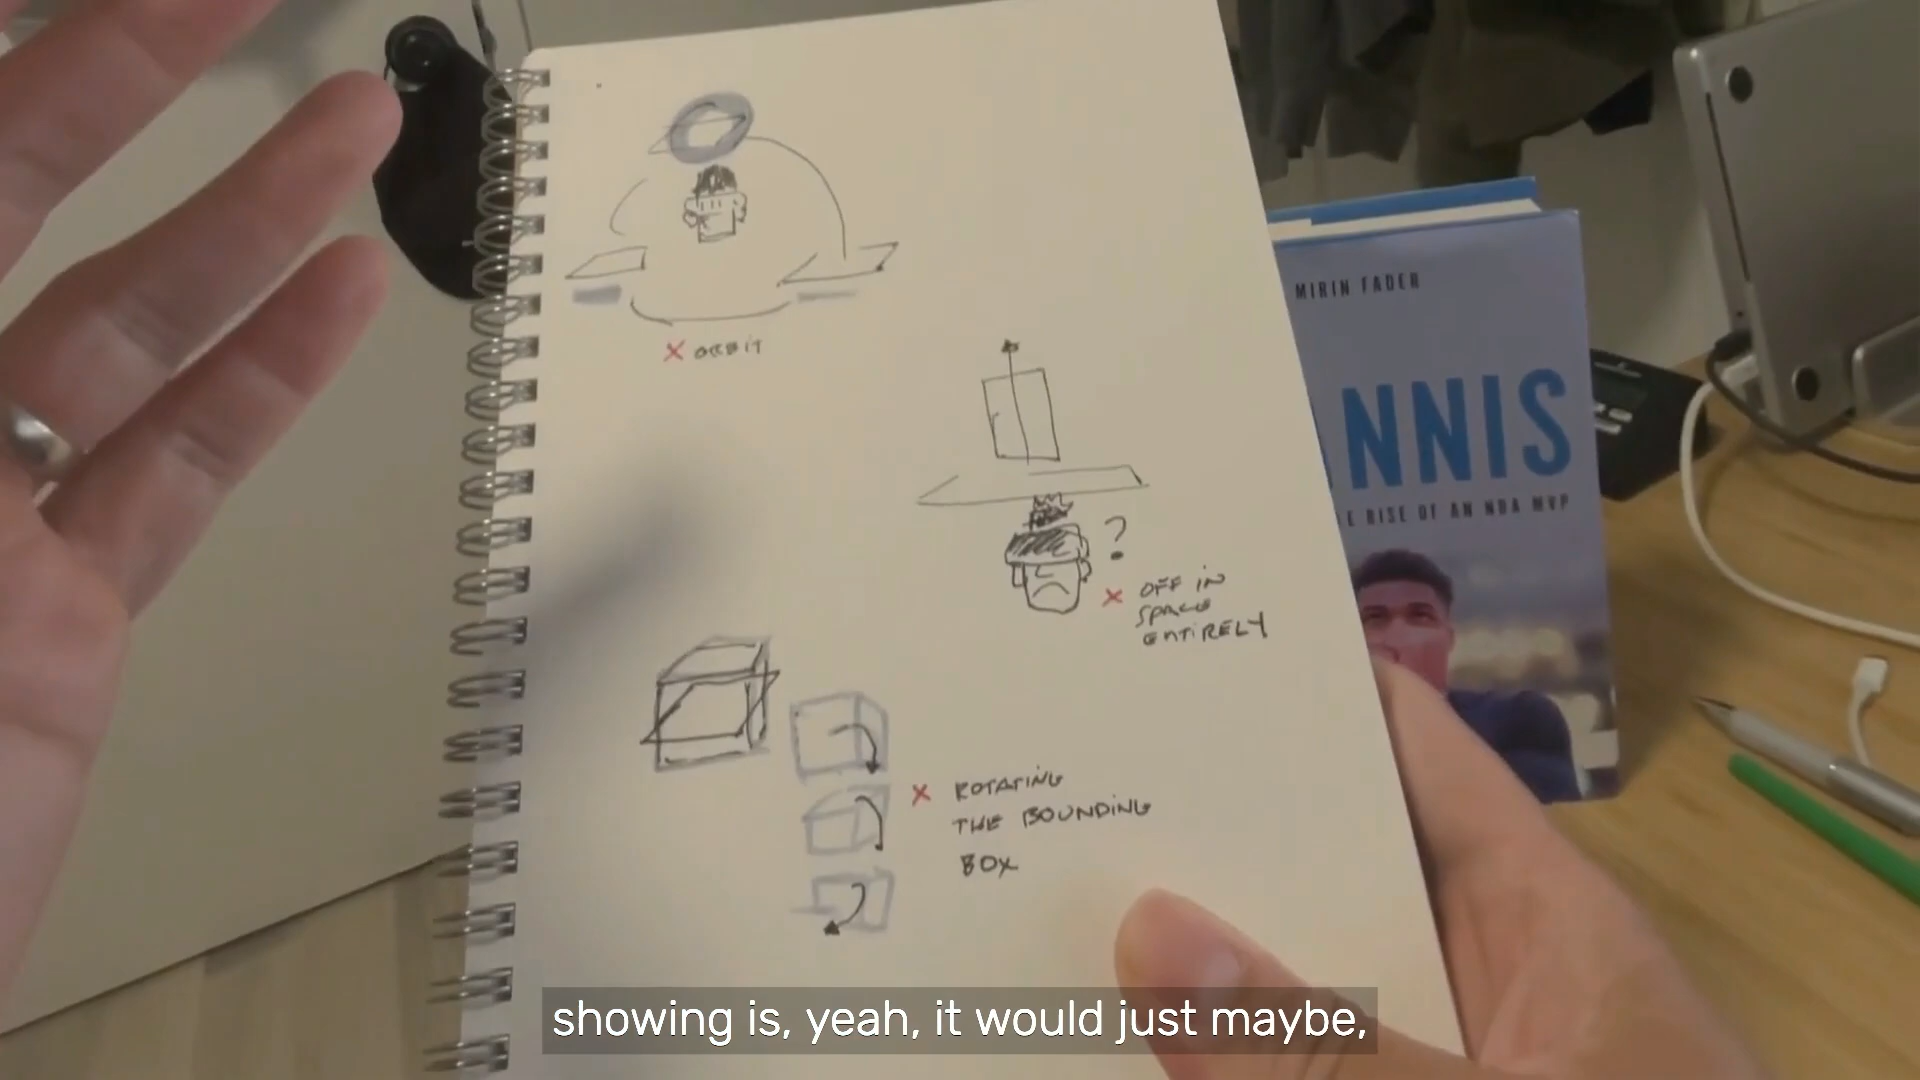 X ORBIT
MIRIN FADER
NNIS
E RISE OF AN NBA MVP
?
X OFF IN
SPACE
ENTIRELY
X ROTATING
THE BOUNDING
BOX
showing is, yeah, it would just maybe,